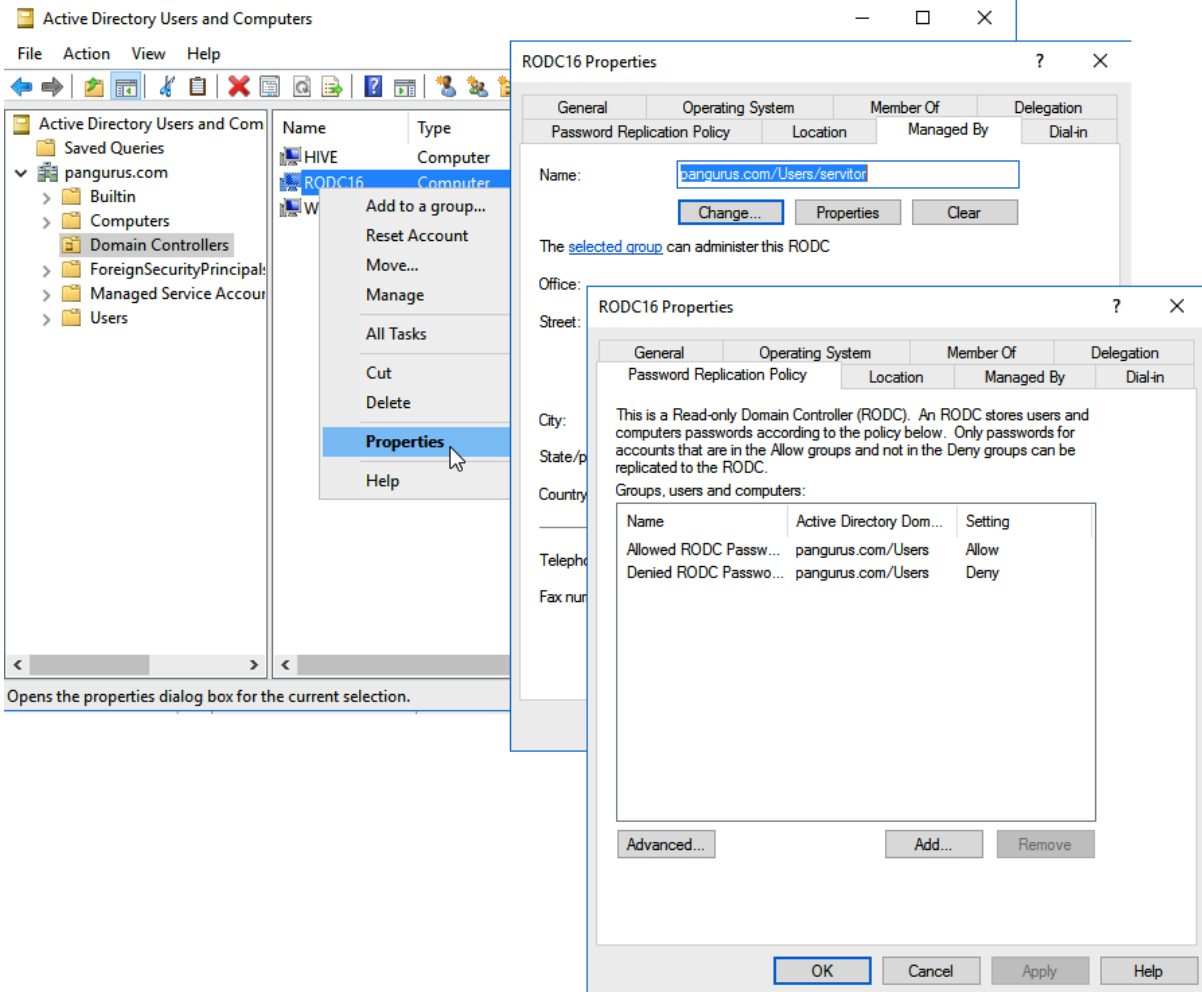 Active Directory Users and Computers
File Action View Help
Active Directory Users and Com
Saved Queries
pangurus.com
Builtin
Computers
Domain Controllers
ForeignSecurityPrincipals
Managed Service Accour
Users
Name Type
HIVE Computer
RODC16 Computer
W
Add to a group...
Reset Account
Move...
Manage
All Tasks
Cut
Delete
Properties
Help
Opens the properties dialog box for the current selection.
RODC16 Properties
General Operating System Member Of Delegation
Password Replication Policy Location Managed By Dial-in
Name: pangurus.com/Users/servitor
Change... Properties Clear
The selected group can administer this RODC
Office:
Street:
City:
State/p
Country
Telepho
Fax num
RODC16 Properties
General Operating System Member Of Delegation
Password Replication Policy Location Managed By Dial-in
This is a Read-only Domain Controller (RODC). An RODC stores users and
computers passwords according to the policy below. Only passwords for
accounts that are in the Allow groups and not in the Deny groups can be
replicated to the RODC.
Groups, users and computers:
Name Active Directory Dom... Setting
Allowed RODC Passw... pangurus.com/Users Allow
Denied RODC Passwo... pangurus.com/Users Deny
Advanced... Add... Remove
OK Cancel Apply Help